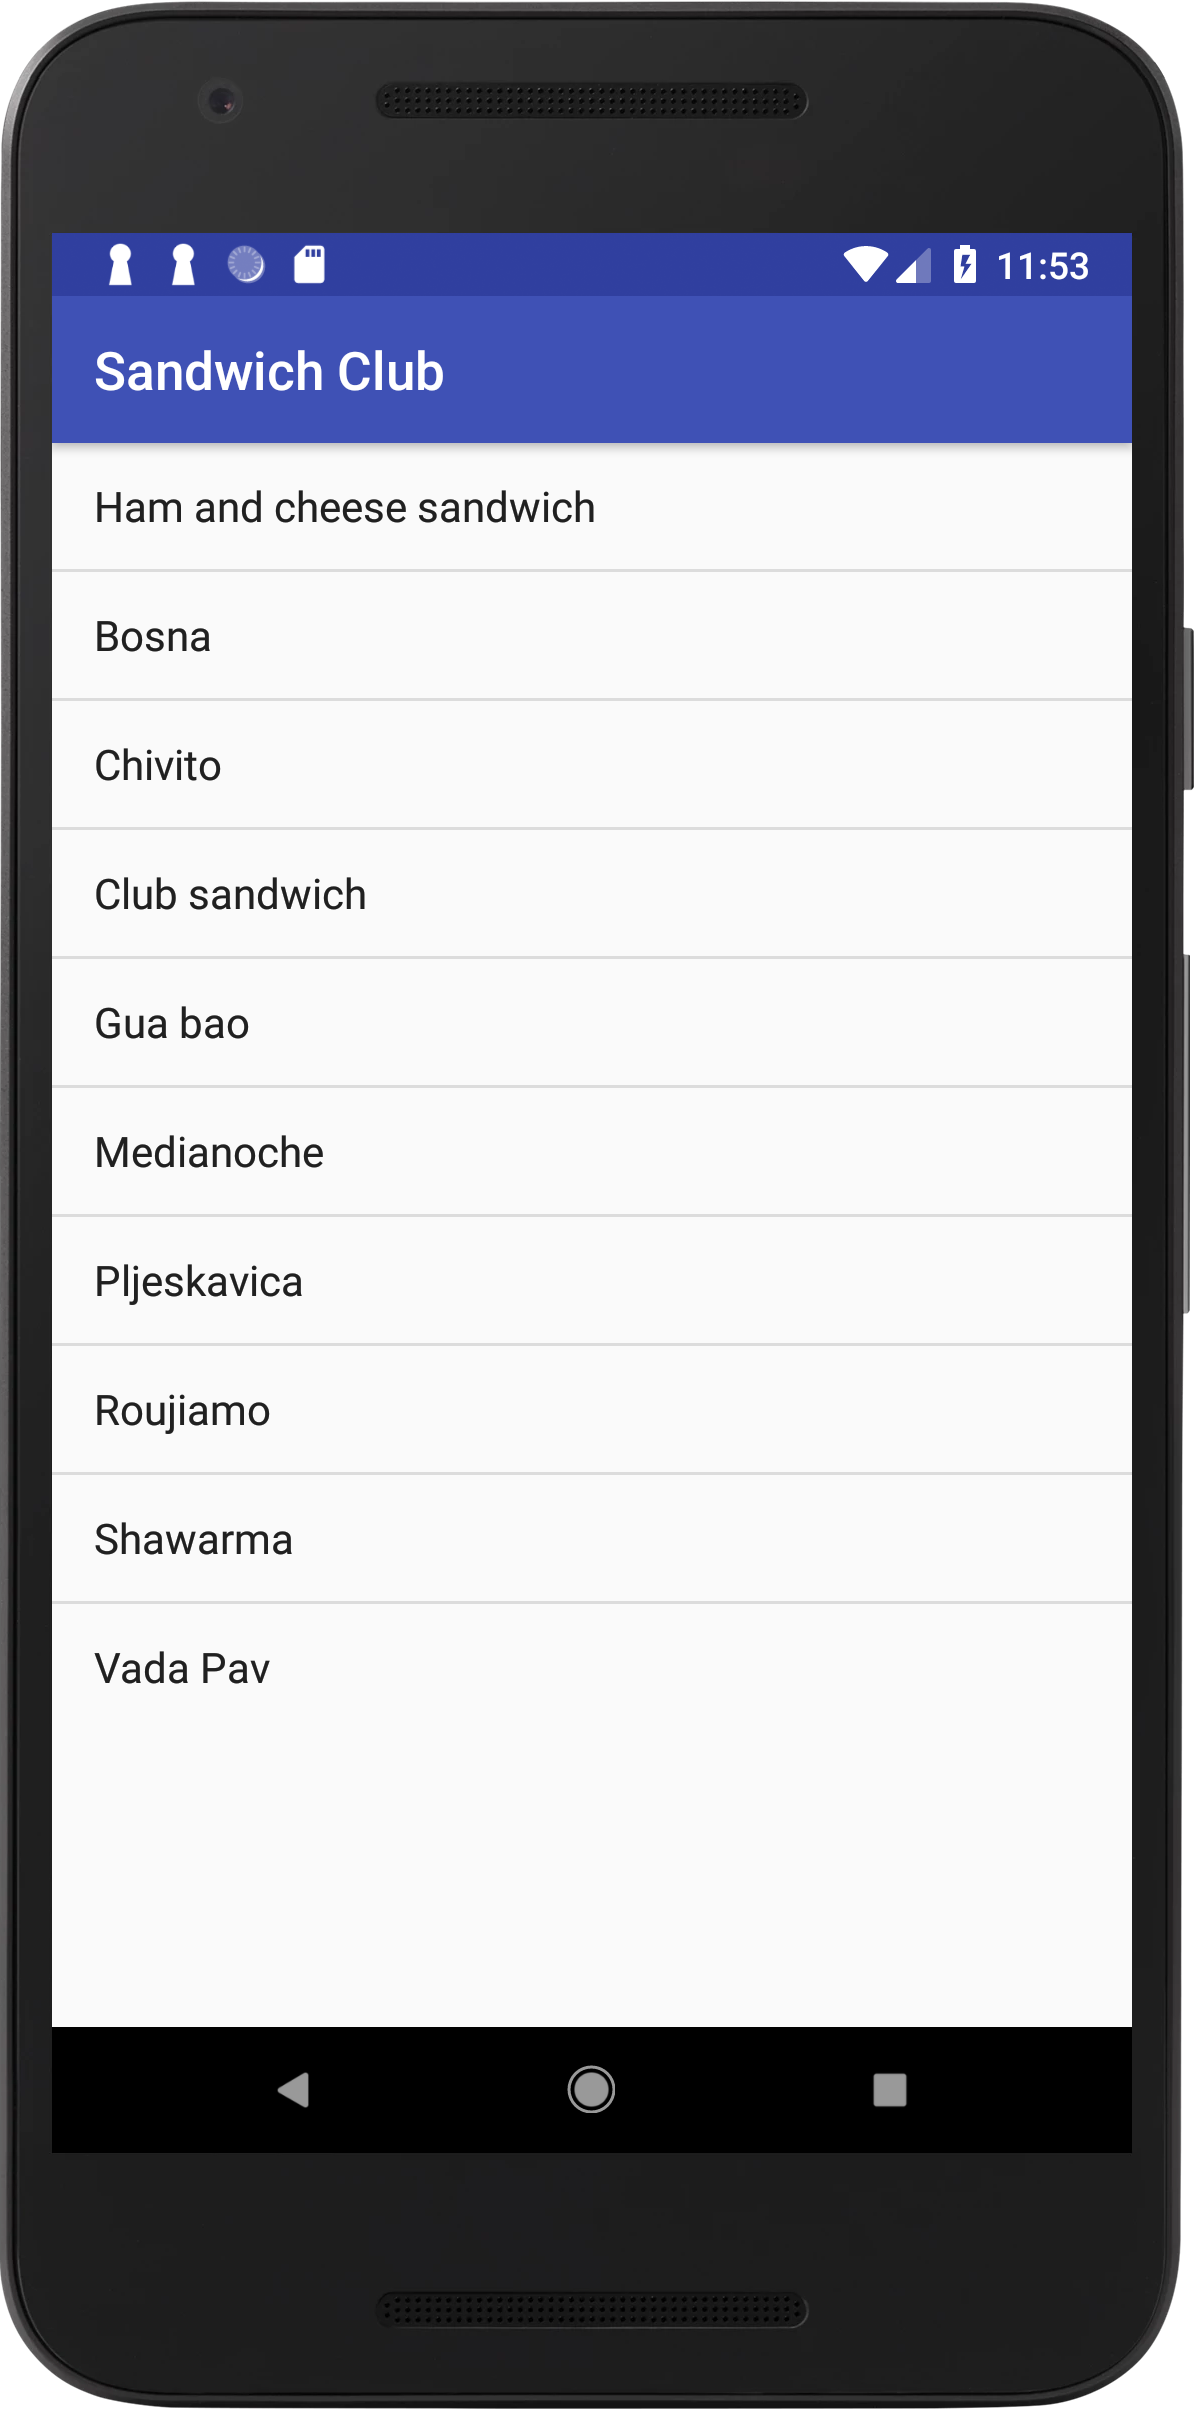 11:53
Sandwich Club
Ham and cheese sandwich
Bosna
Chivito
Club sandwich
Gua bao
Medianoche
Pljeskavica
Roujiamo
Shawarma
Vada Pav